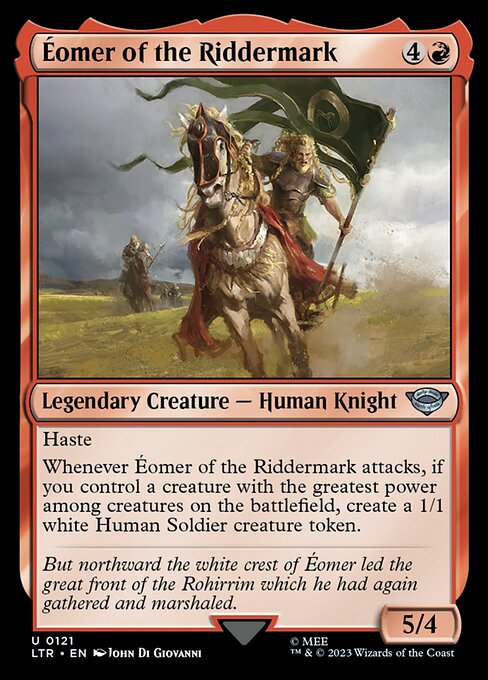 Éomer of the Riddermark 4
Legendary Creature — Human Knight
Haste
Whenever Éomer of the Riddermark attacks, if
you control a creature with the greatest power
among creatures on the battlefield, create a 1/1
white Human Soldier creature token.
But northward the white crest of Éomer led the
great front of the Rohirrim which he had again
gathered and marshaled.
5/4
U 0121
LTR • EN John Di Giovanni
© MEE
™ & © 2023 Wizards of the Coast